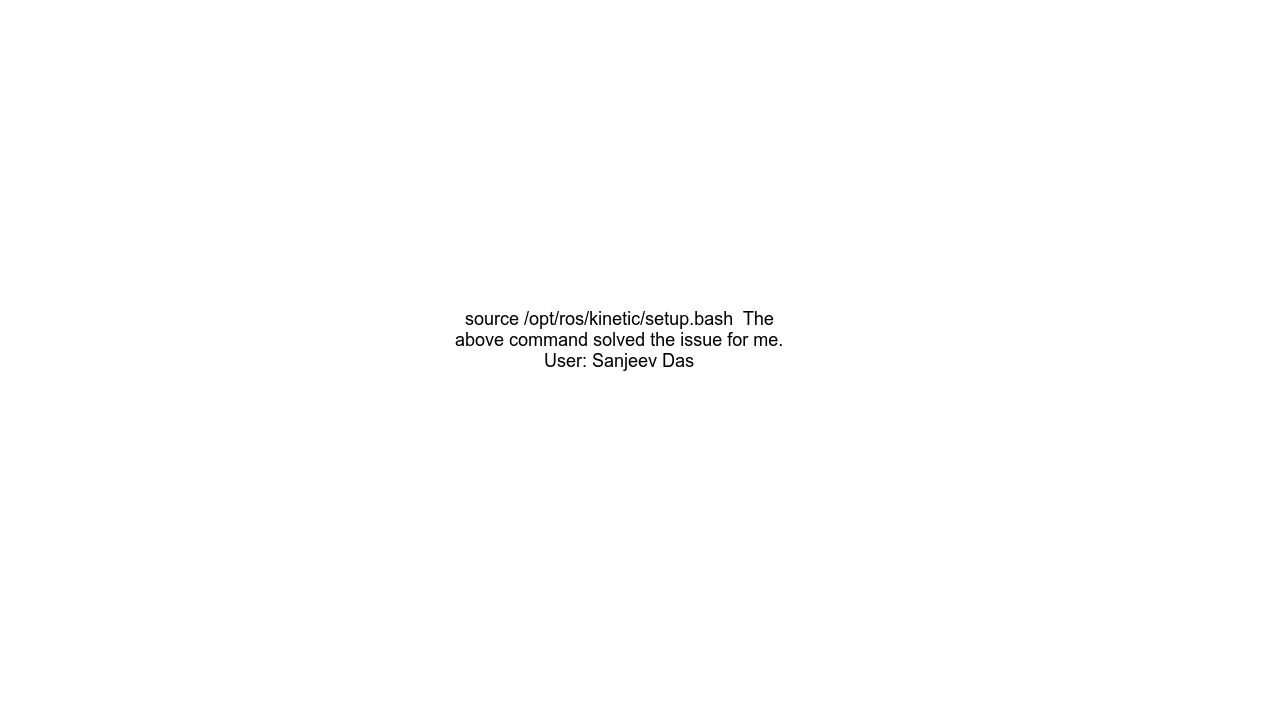 source /opt/ros/kinetic/setup.bash  The
above command solved the issue for me.
User: Sanjeev Das